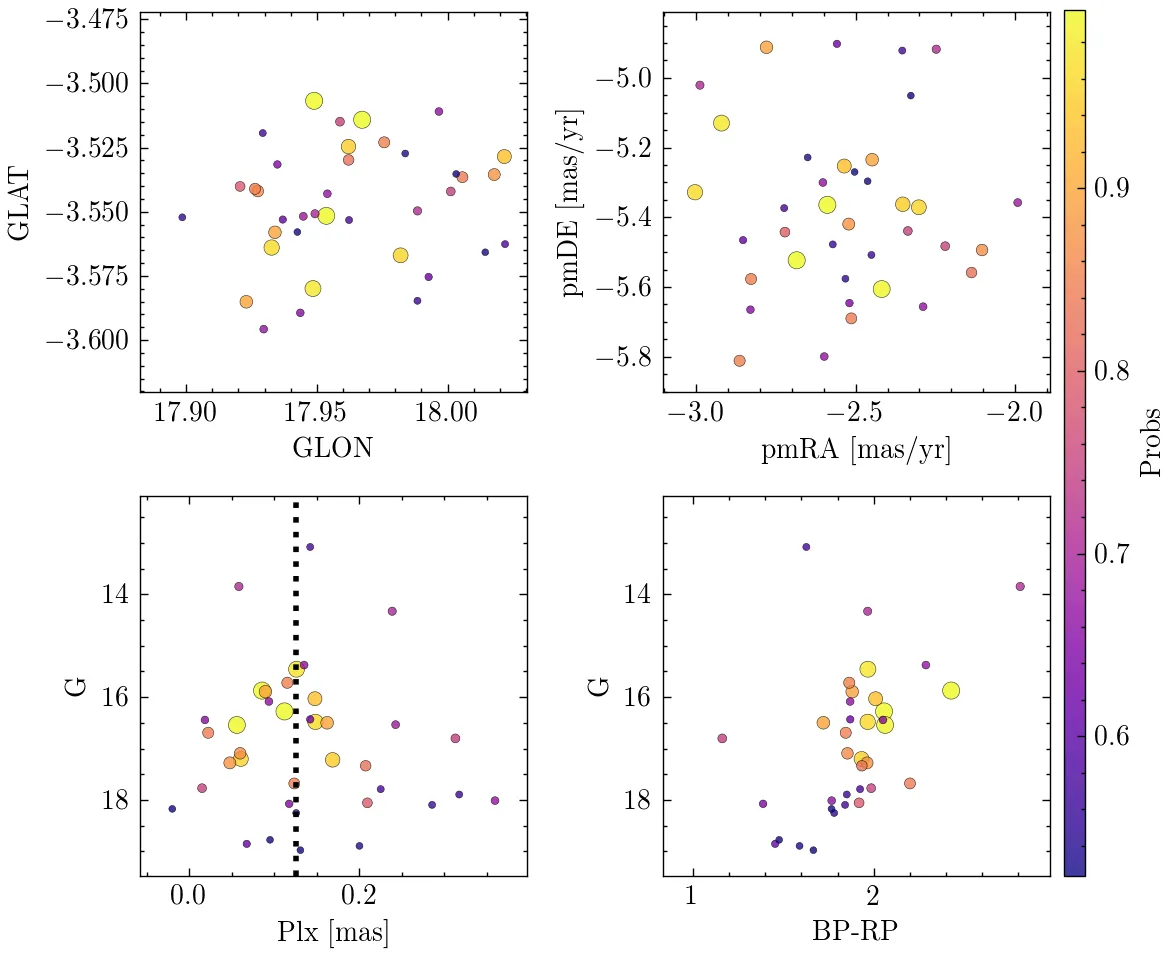 −3.475
−3.500
−3.525
−3.550
−3.575
−3.600
GLAT
17.90 17.95 18.00
GLON
−5.0
−5.2
−5.4
−5.6
−5.8
pmDE [mas/yr]
−3.0 −2.5 −2.0
pmRA [mas/yr]
0.9
0.8
0.7
0.6
Probs
14
16
18
G
0.0 0.2
Plx [mas]
14
16
18
G
1 2
BP-RP